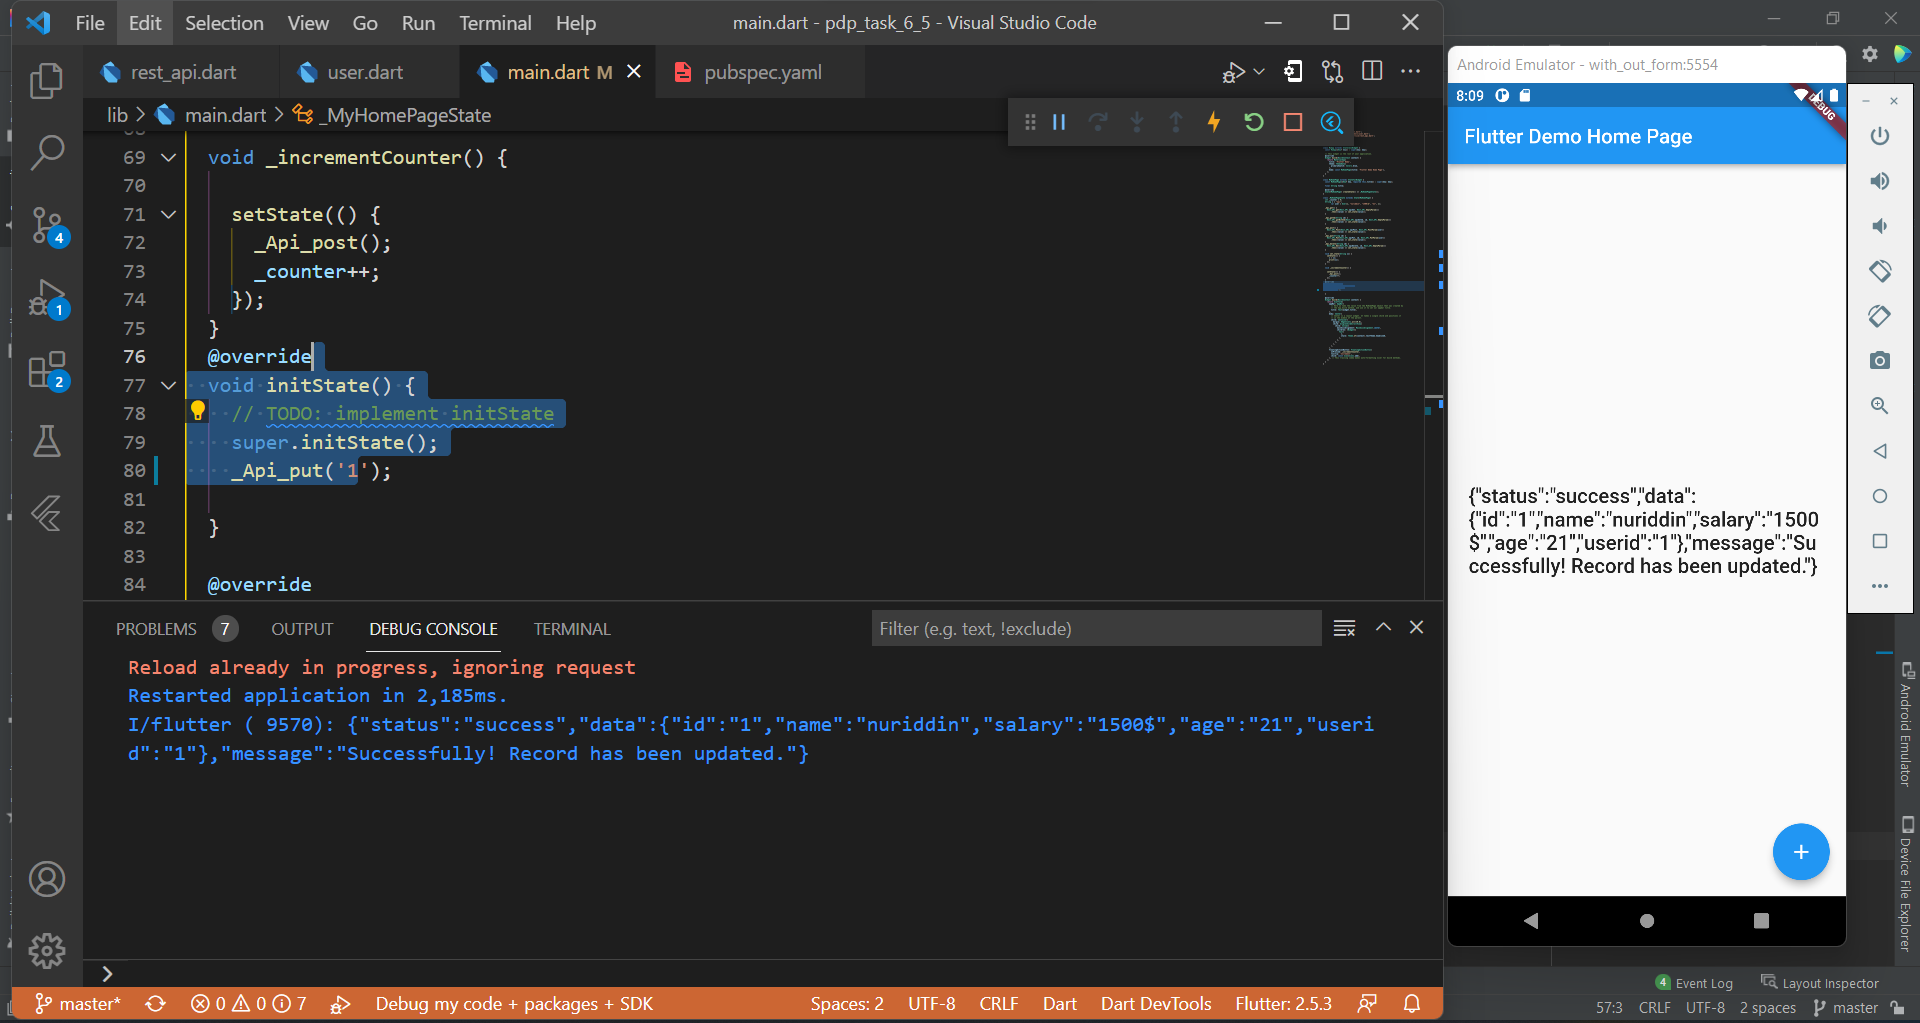 File Edit Selection View Go Run Terminal Help
main.dart - pdp_task_6_5 - Visual Studio Code
rest_api.dart
user.dart
main.dart M
pubspec.yaml
lib > main.dart > _MyHomePageState
69 void _incrementCounter() {
70
71 setState(() {
72 _Api_post();
73 _counter++;
74 });
75 }
76 @override
77 void initState() {
78 // TODO: implement initState
79 super.initState();
80 _Api_put('1');
81
82 }
83
84 @override
4
1
2
PROBLEMS 7 OUTPUT DEBUG CONSOLE TERMINAL
Filter (e.g. text, !exclude)
Reload already in progress, ignoring request
Restarted application in 2,185ms.
I/flutter ( 9570): {"status":"success","data":{"id":"1","name":"nuriddin","salary":"1500$","age":"21","useri
d":"1"},"message":"Successfully! Record has been updated."}
master* 0 0 7 Debug my code + packages + SDK
Spaces: 2 UTF-8 CRLF Dart Dart DevTools Flutter: 2.5.3
Android Emulator - with_out_form:5554
8:09
DEBUG
Flutter Demo Home Page
{"status":"success","data":
{"id":"1","name":"nuriddin","salary":"1500
$","age":"21","userid":"1"},"message":"Su
ccessfully! Record has been updated."}
Android Emulator
Device File Explorer
4 Event Log Layout Inspector
57:3 CRLF UTF-8 2 spaces master